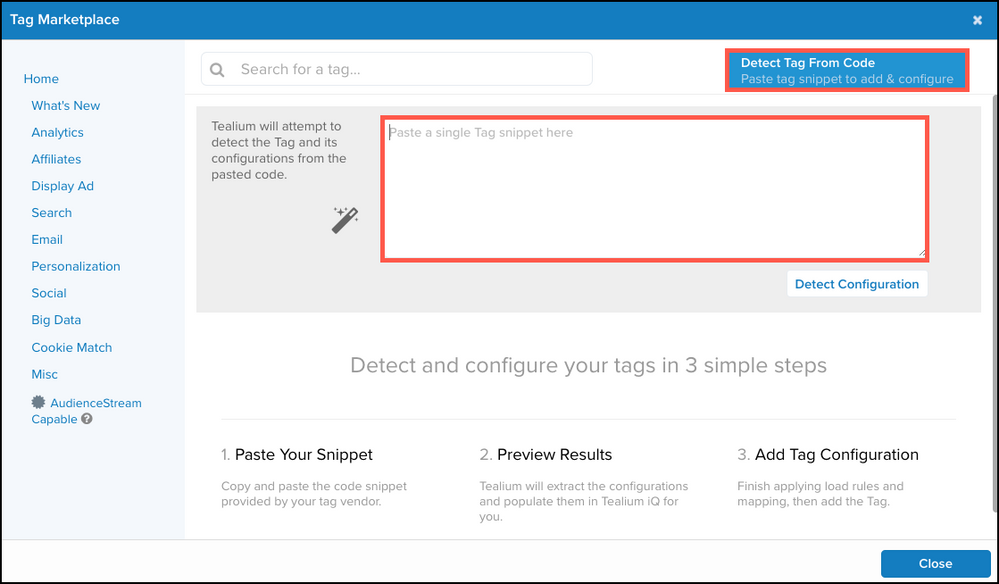 Tag Marketplace
Search for a tag...
Detect Tag From Code
Paste tag snippet to add & configure
Home
What's New
Analytics
Affiliates
Display Ad
Search
Email
Personalization
Social
Big Data
Cookie Match
Misc
AudienceStream
Capable
Tealium will attempt to
detect the Tag and its
configurations from the
pasted code.
Paste a single Tag snippet here
Detect Configuration
Detect and configure your tags in 3 simple steps
1. Paste Your Snippet
Copy and paste the code snippet
provided by your tag vendor.
2. Preview Results
Tealium will extract the configurations
and populate them in Tealium iQ for
you.
3. Add Tag Configuration
Finish applying load rules and
mapping, then add the Tag.
Close